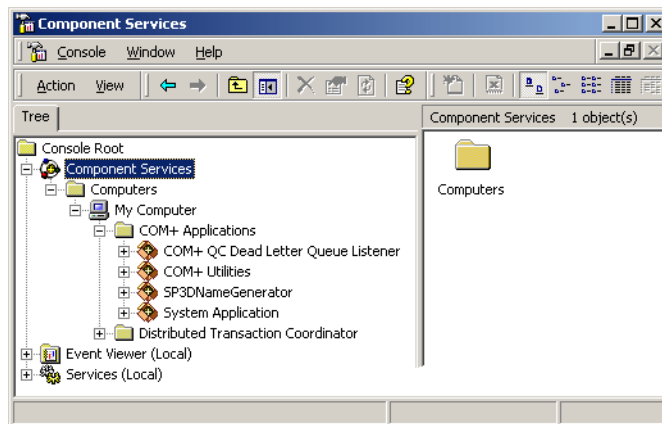 Component Services
Console Window Help
Action View
Tree
Component Services 1 object(s)
Console Root
Component Services
Computers
My Computer
COM+ Applications
COM+ QC Dead Letter Queue Listener
COM+ Utilities
SP3DNameGenerator
System Application
Distributed Transaction Coordinator
Event Viewer (Local)
Services (Local)
Computers